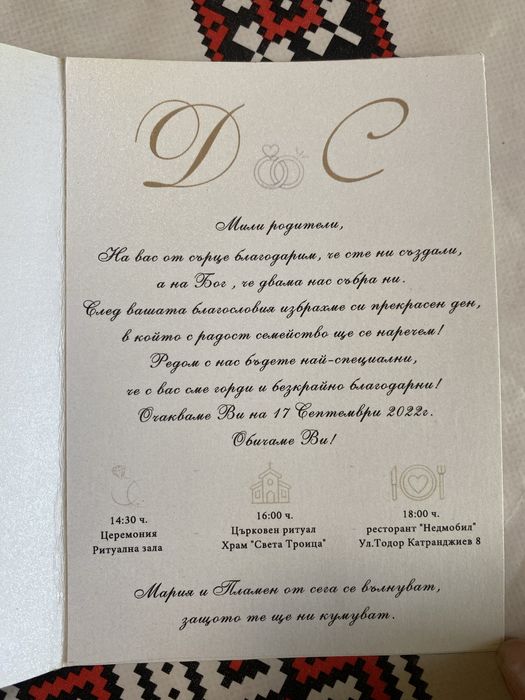 D C
Мили родители,
На вас от сърце благодарим, че сте ни създали,
а на Бог , че двама нас събра ни.
След вашата благословия избрахме си прекрасен ден,
в който с радост семейство ще се наречем!
Редом с нас бъдете най-специални,
че с вас сме горди и безкрайно благодарни!
Очакваме Ви на 17 Септември 2022г.
Обичаме Ви!
14:30 ч.
Церемония
Ритуална зала
16:00 ч.
Църковен ритуал
Храм "Света Троица"
18:00 ч.
ресторант "Недмобил"
Ул.Тодор Катранджиев 8
Мария и Пламен от сега се вълнуват,
защото те ще ни кумуват.